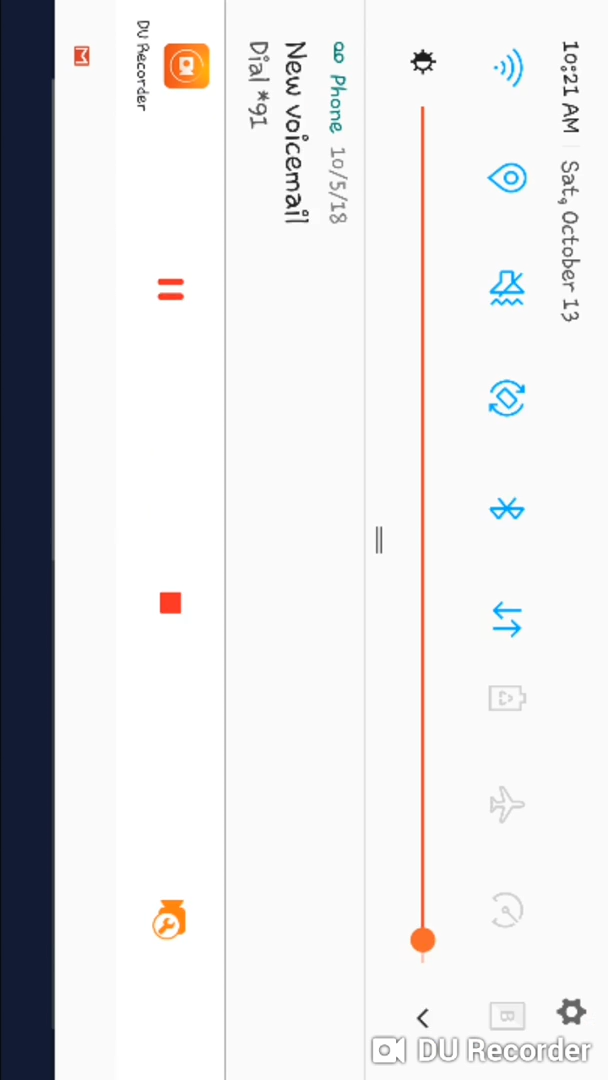 10:21 AM Sat, October 13
B
Phone 10/5/18
New voicemail
Dial *91
DU Recorder
DU Recorder